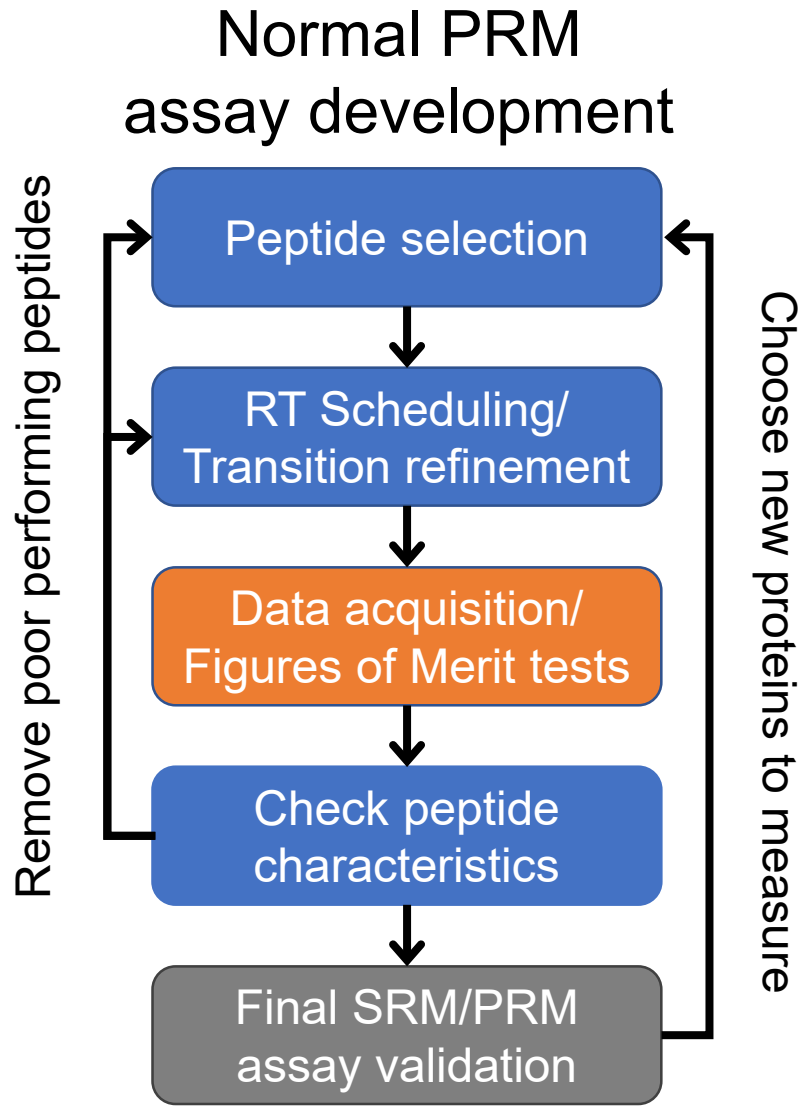 Normal PRM
assay development
Remove poor performing peptides
Peptide selection
RT Scheduling/
Transition refinement
Data acquisition/
Figures of Merit tests
Check peptide
characteristics
Final SRM/PRM
assay validation
Choose new proteins to measure